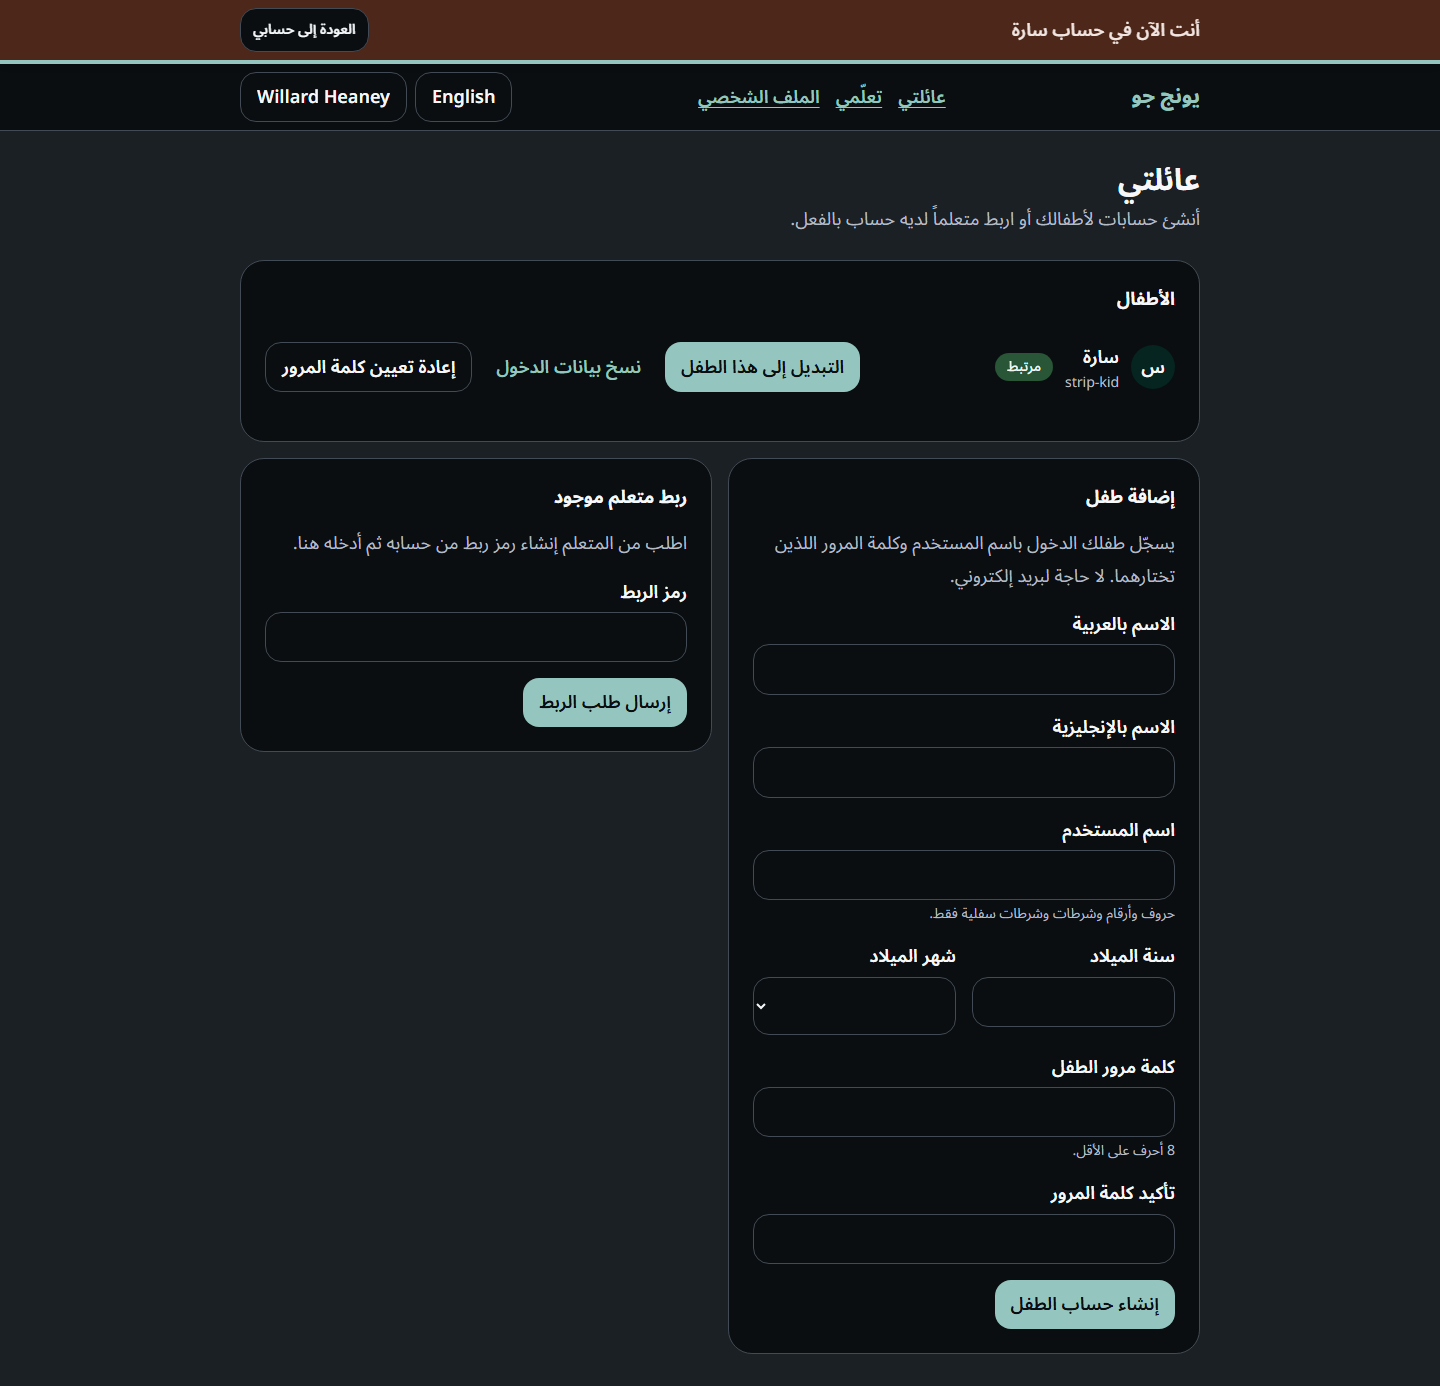 أنت الآن في حساب سارة
العودة إلى حسابي
يونج جو
عائلتي
تعلّمي
الملف الشخصي
English
Willard Heaney
عائلتي
أنشئ حسابات لأطفالك أو اربط متعلماً لديه حساب بالفعل.
الأطفال
س
سارة
strip-kid
مرتبط
التبديل إلى هذا الطفل
نسخ بيانات الدخول
إعادة تعيين كلمة المرور
إضافة طفل
يسجّل طفلك الدخول باسم المستخدم وكلمة المرور اللذين
تختارهما. لا حاجة لبريد إلكتروني.
الاسم بالعربية
الاسم بالإنجليزية
اسم المستخدم
حروف وأرقام وشرطات وشرطات سفلية فقط.
سنة الميلاد
شهر الميلاد
كلمة مرور الطفل
8 أحرف على الأقل.
تأكيد كلمة المرور
إنشاء حساب الطفل
ربط متعلم موجود
اطلب من المتعلم إنشاء رمز ربط من حسابه ثم أدخله هنا.
رمز الربط
إرسال طلب الربط